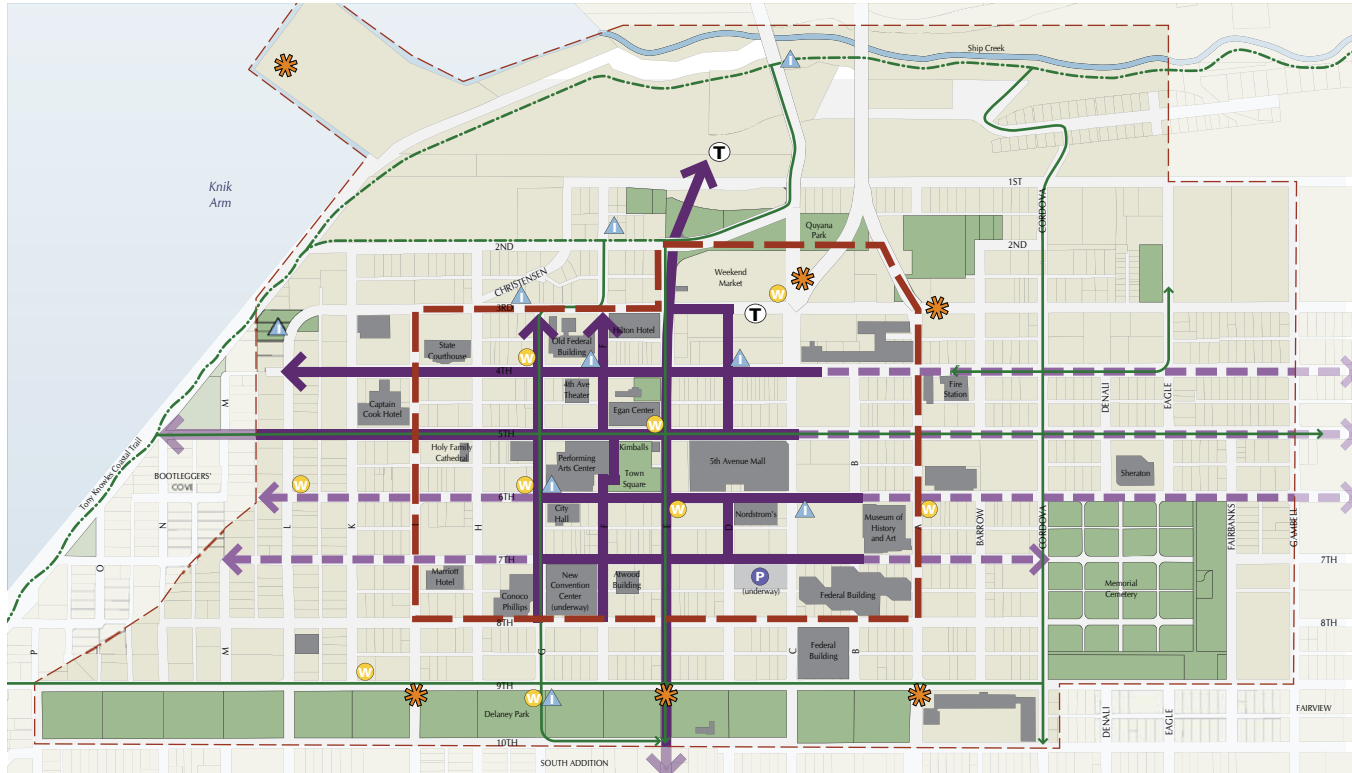 Ship Creek
T
Knik
Arm
1ST
CORDOVA
Quyana
Park
2ND
2ND
Weekend
Market
CHRISTENSEN
W
3RD
T
Hilton Hotel
Old Federal
Building
State
Courthouse
W
4TH
4th Ave
Theater
Fire
Station
Captain
Cook Hotel
M
Egan Center
DENALI
EAGLE
W
5TH
Tony Knowles Coastal Trail
Holy Family
Cathedral
Kimballs
Performing
Arts Center
5th Avenue Mall
B
Town
Square
Sheraton
BOOTLEGGERS'
COVE
W
W
6TH
City
Hall
W
Nordstrom's
W
Museum of
History
and Art
N
L
K
I
H
F
E
D
A
BARROW
CORDOVA
FAIRBANKS
GAMBELL
7TH
7TH
O
Marriott
Hotel
New
Convention
Center
(underway)
Atwood
Building
P
(underway)
Conoco
Phillips
Federal Building
Memorial
Cemetery
8TH
8TH
P
M
G
C
Federal
Building
B
W
9TH
W
Delaney Park
DENALI
EAGLE
FAIRVIEW
10TH
SOUTH ADDITION